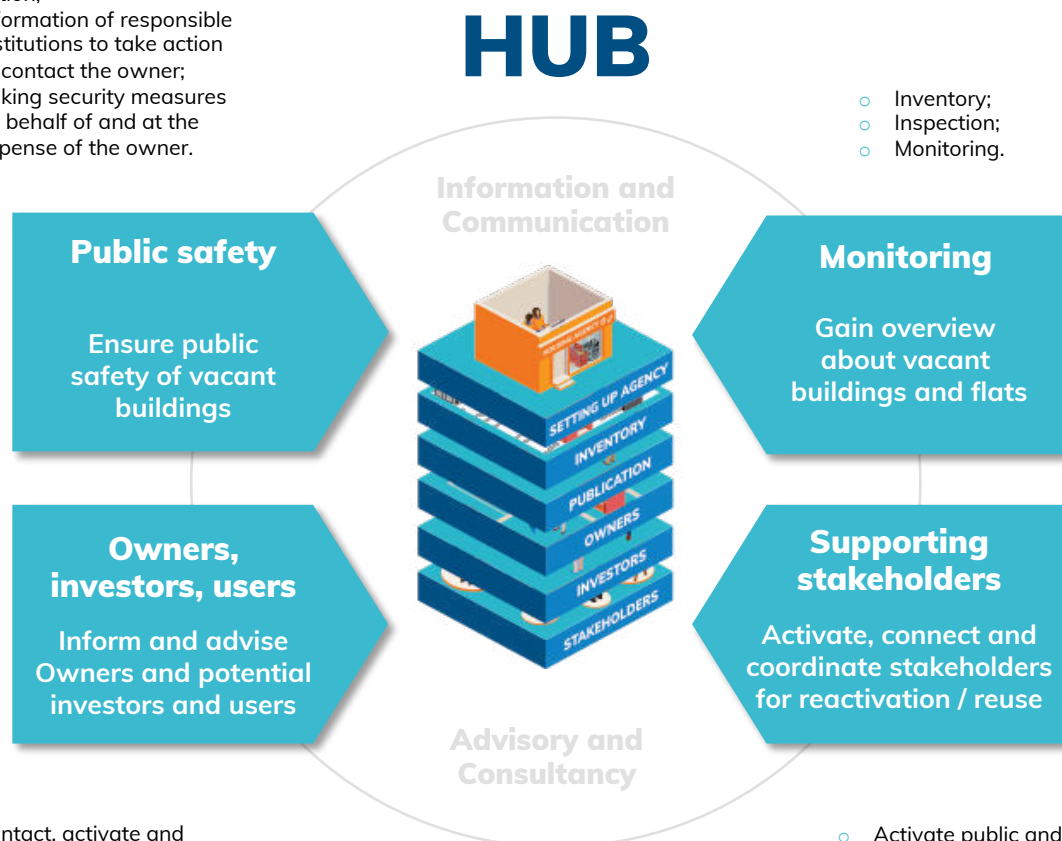 HUB
formation of responsible
stitutions to take action
contact the owner;
king security measures
behalf of and at the
pense of the owner.
Inventory;
Inspection;
Monitoring.
Information and
Communication
Public safety
Ensure public
safety of vacant
buildings
Monitoring
Gain overview
about vacant
buildings and flats
SETTING UP AGENCY
INVENTORY
PUBLICATION
OWNERS
INVESTORS
STAKEHOLDERS
Owners,
investors, users
Inform and advise
Owners and potential
investors and users
Supporting
stakeholders
Activate, connect and
coordinate stakeholders
for reactivation / reuse
Advisory and
Consultancy
ntact, activate and
Activate public and